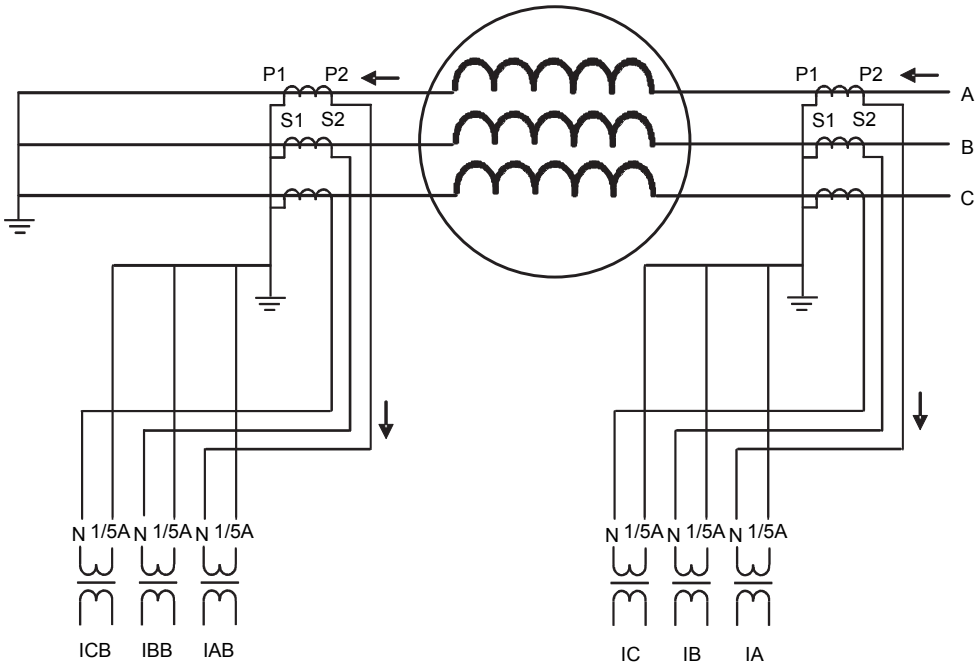 P1 P2 P1 P2
A
S1 S2 S1 S2
B
C
N 1/5A N 1/5A N 1/5A N 1/5A N 1/5A N 1/5A
ICB IBB IAB IC IB IA